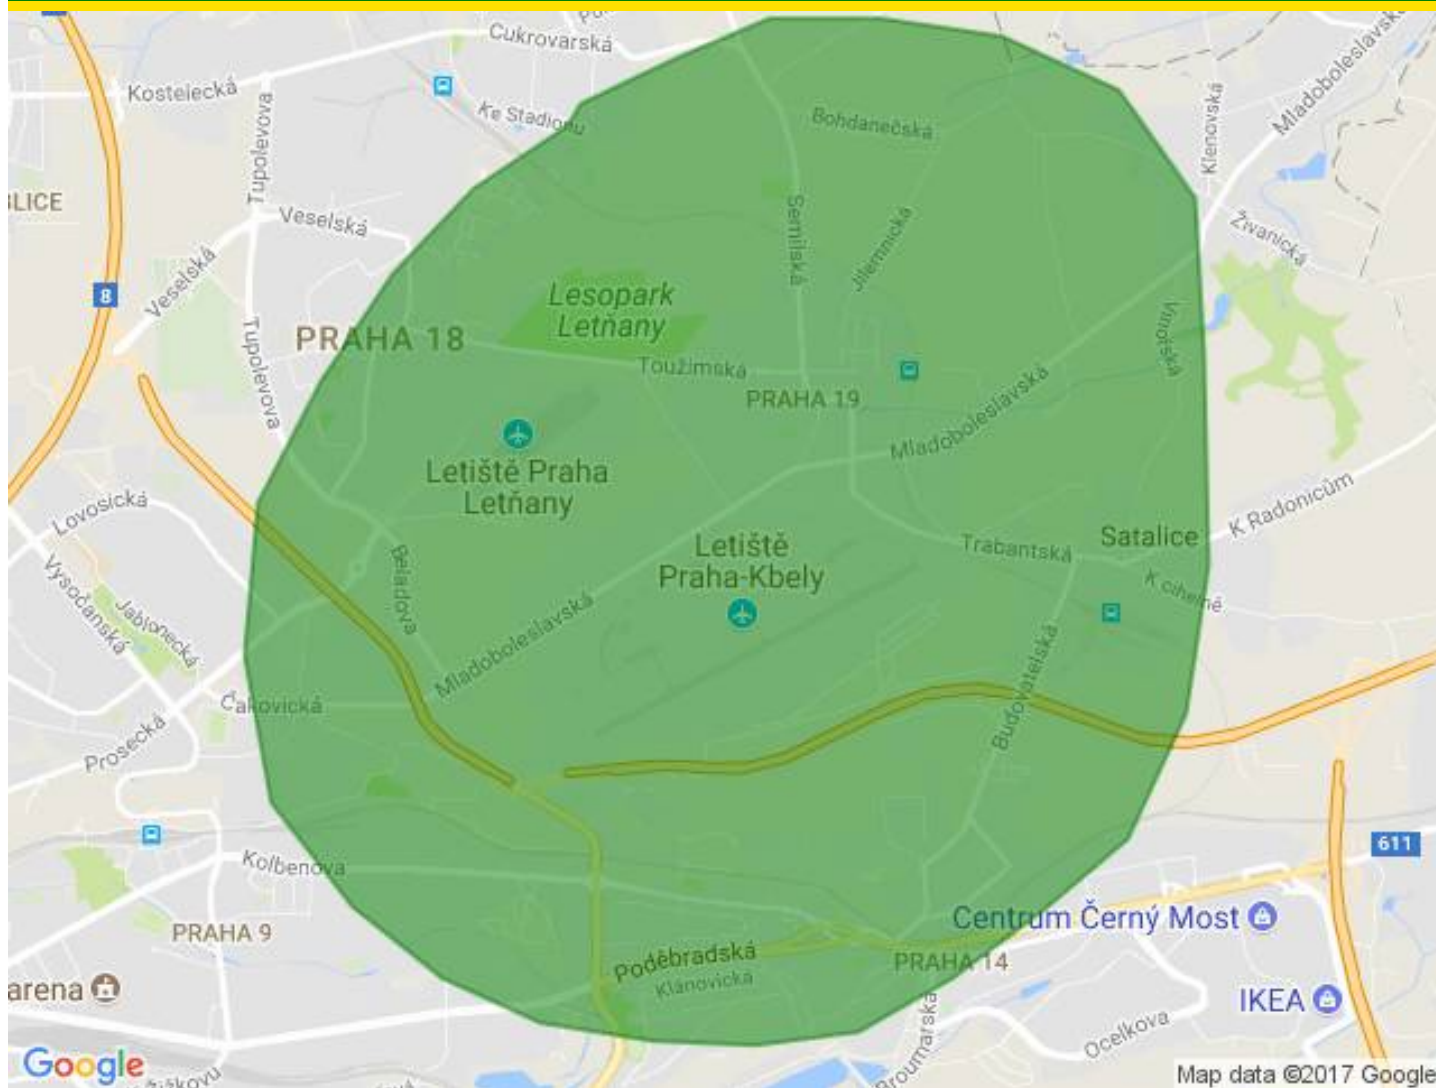 Cukrovarská
Kostelecká
Ke Stadionu
Bohdanečská
Klenovská
Mladoboleslavská
Tupolevova
Veselská
Semilská
Jilemnická
Živanická
Veselská
8
Lesopark
Letňany
Vinořská
PRAHA 18
Tupolevova
Toužimská
PRAHA 19
Mladoboleslavská
Letiště Praha
Letňany
K Radonicům
Lovosická
Letiště
Praha-Kbely
Trabantská
Satalice
K cihelně
Beladova
Vysočanská
Jablonecká
Mladoboleslavská
Budovatelská
Čakovická
Prosecká
611
Kolbenova
Centrum Černý Most
PRAHA 9
Poděbradská
Klánovická
PRAHA 14
arena
IKEA
Ocelkova
Broumarská
Google
Map data ©2017 Google